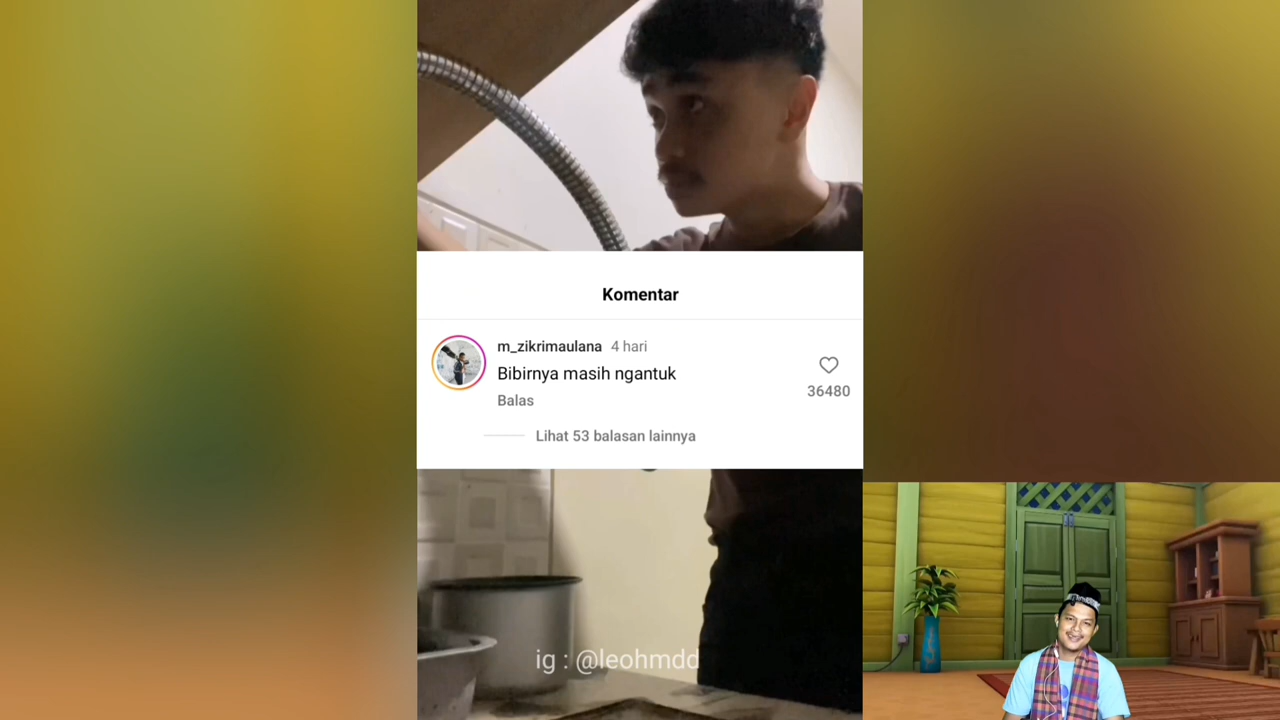 Komentar
m_zikrimaulana 4 hari
Bibirnya masih ngantuk
36480
Balas
Lihat 53 balasan lainnya
ig : @leohmdd